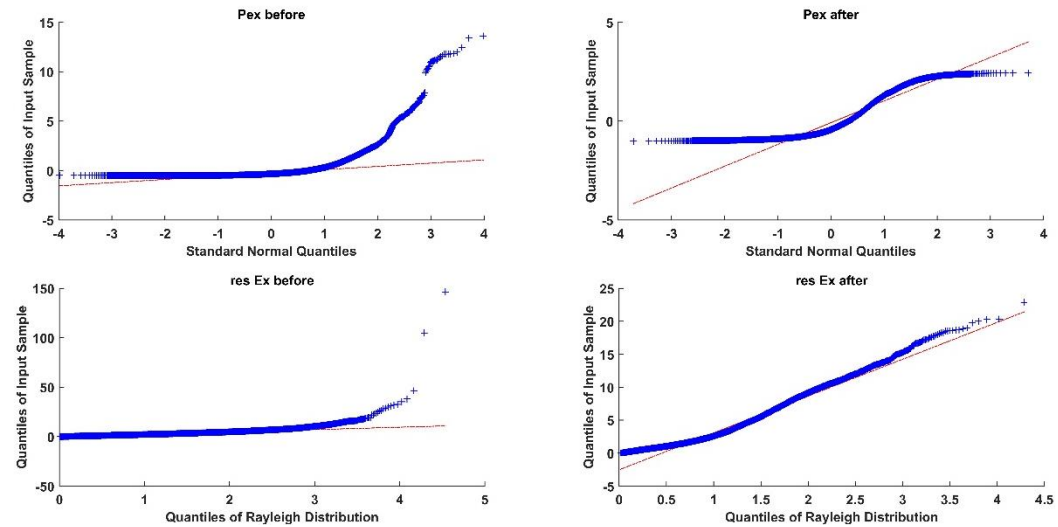 Pex before
Quantiles of Input Sample
15
10
5
0
-5
-4 -3 -2 -1 0 1 2 3 4
Standard Normal Quantiles
Pex after
Quantiles of Input Sample
5
0
-5
-4 -3 -2 -1 0 1 2 3 4
Standard Normal Quantiles
res Ex before
Quantiles of Input Sample
150
100
50
0
-50
0 1 2 3 4 5
Quantiles of Rayleigh Distribution
res Ex after
Quantiles of Input Sample
25
20
15
10
5
0
-5
0 0.5 1 1.5 2 2.5 3 3.5 4 4.5
Quantiles of Rayleigh Distribution